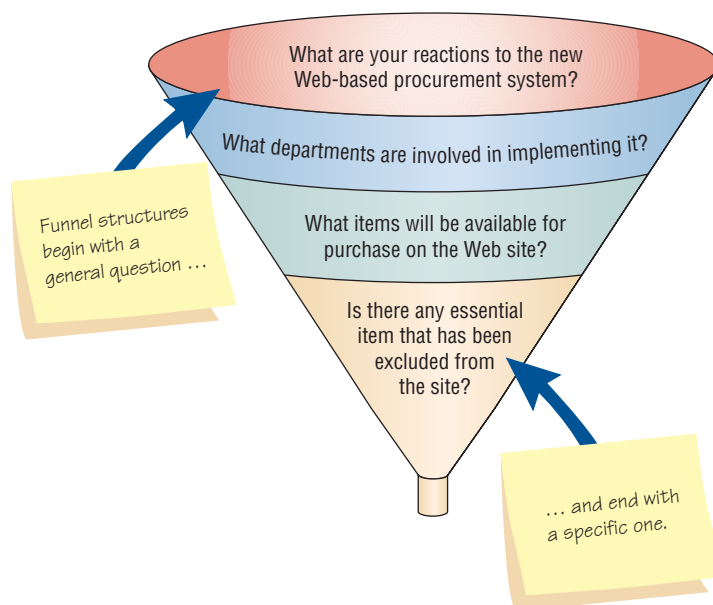 What are your reactions to the new
Web-based procurement system?
What departments are involved in implementing it?
Funnel structures
begin with a
general question …
What items will be available for
purchase on the Web site?
Is there any essential
item that has been
excluded from
the site?
… and end with
a specific one.